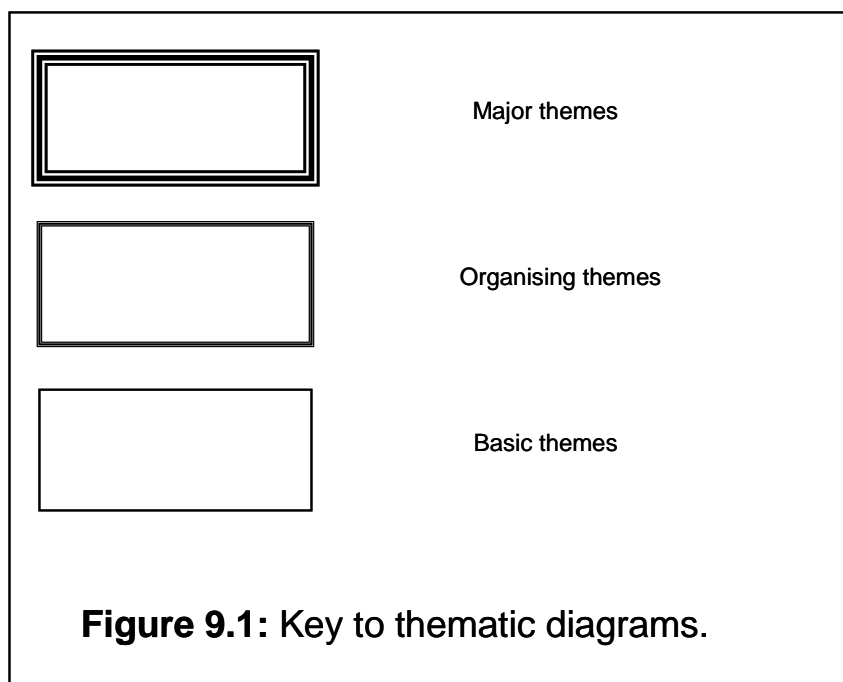 Major themes
Organising themes
Basic themes
Figure 9.1: Key to thematic diagrams.